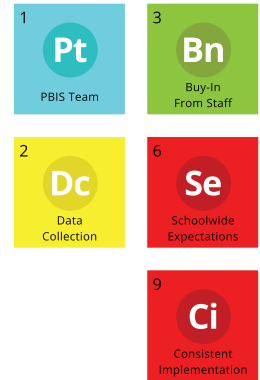 1
Pt
PBIS Team
3
Bn
Buy-In
From Staff
2
Dc
Data
Collection
6
Se
Schoolwide
Expectations
9
Ci
Consistent
Implementation